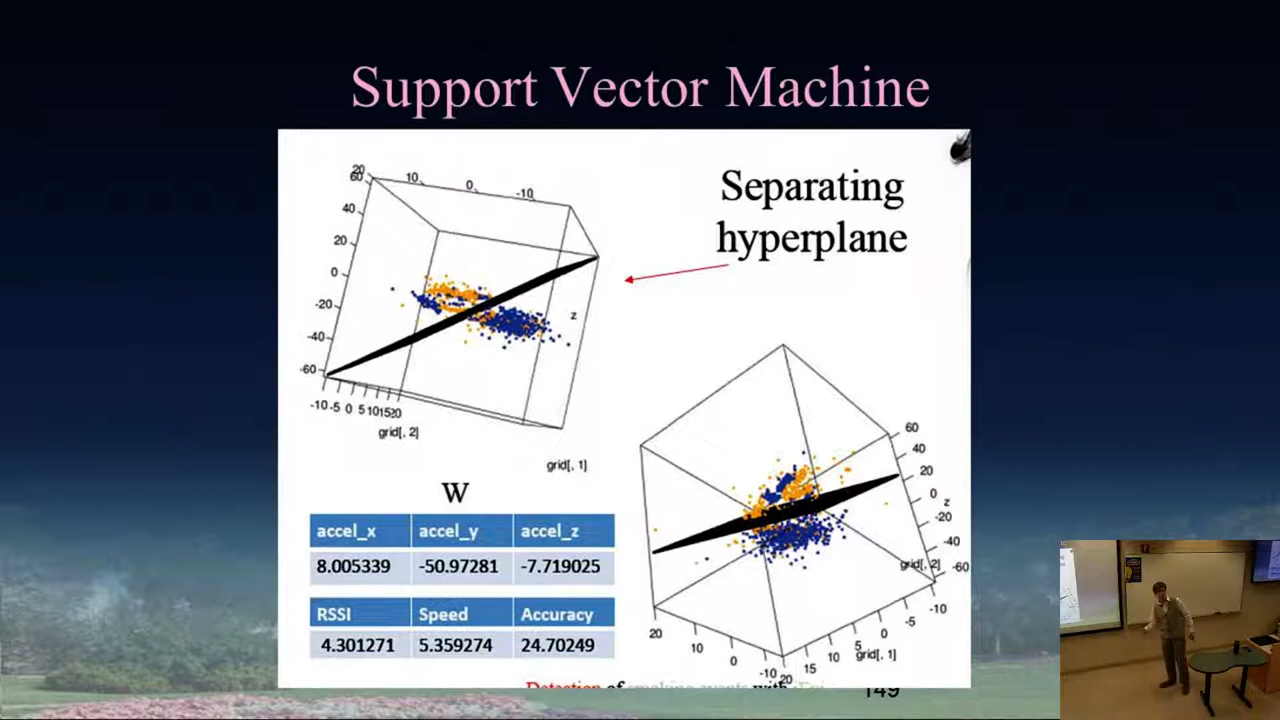 Support Vector Machine
Separating
hyperplane
20
60
10
0
-10
40
20
0
-20
-40
-60
z
-10 -5 0 5 10 15 20
grid[, 2]
grid[, 1]
W
accel_x accel_y accel_z
8.005339 -50.97281 -7.719025
RSSI Speed Accuracy
4.301271 5.359274 24.70249
60
40
20
0
z
-20
-40
grid[, 2]
-60
-10
-5
0
5
grid[, 1]
10
15
20
20
10
0
-10
Detection of smoking events with
149